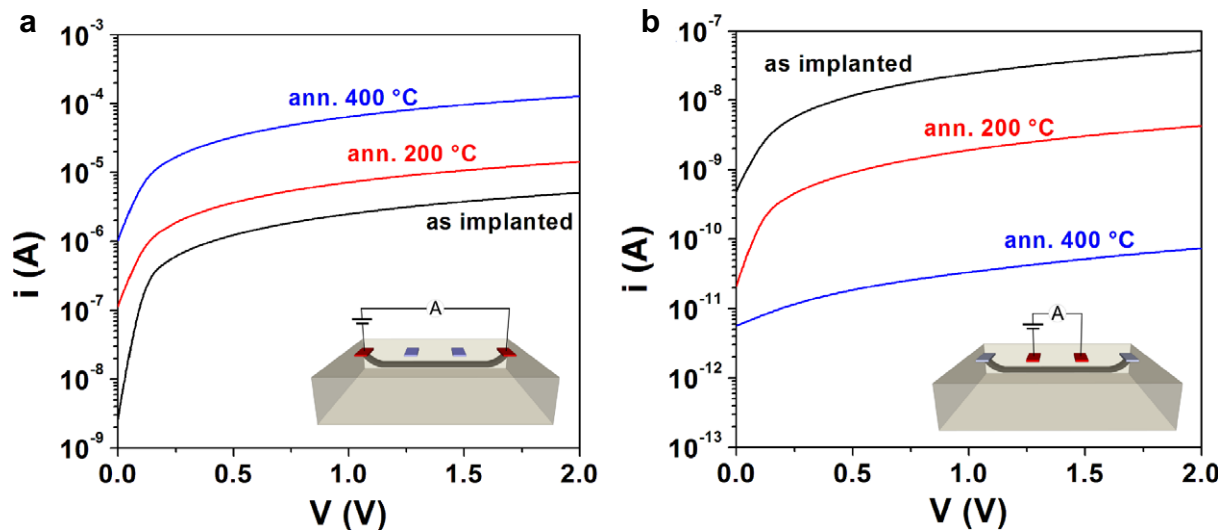 a
10⁻³
10⁻⁴
10⁻⁵
10⁻⁶
10⁻⁷
10⁻⁸
10⁻⁹
i (A)
ann. 400 °C
ann. 200 °C
as implanted
A
0.0 0.5 1.0 1.5 2.0
V (V)
b
10⁻⁷
10⁻⁸
10⁻⁹
10⁻¹⁰
10⁻¹¹
10⁻¹²
10⁻¹³
i (A)
as implanted
ann. 200 °C
ann. 400 °C
A
0.0 0.5 1.0 1.5 2.0
V (V)